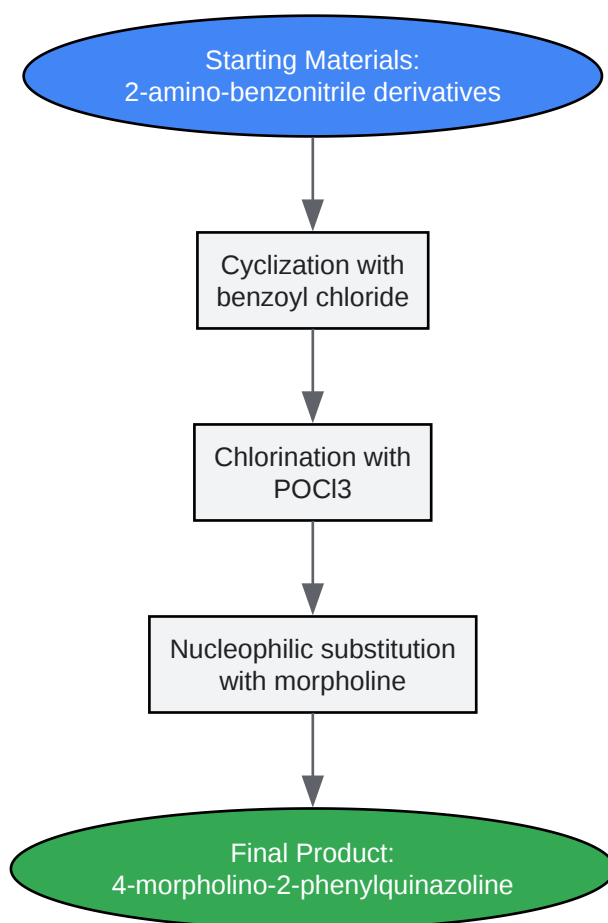 Starting Materials:
2-amino-benzonitrile derivatives
Cyclization with
benzoyl chloride
Chlorination with
POCl3
Nucleophilic substitution
with morpholine
Final Product:
4-morpholino-2-phenylquinazoline